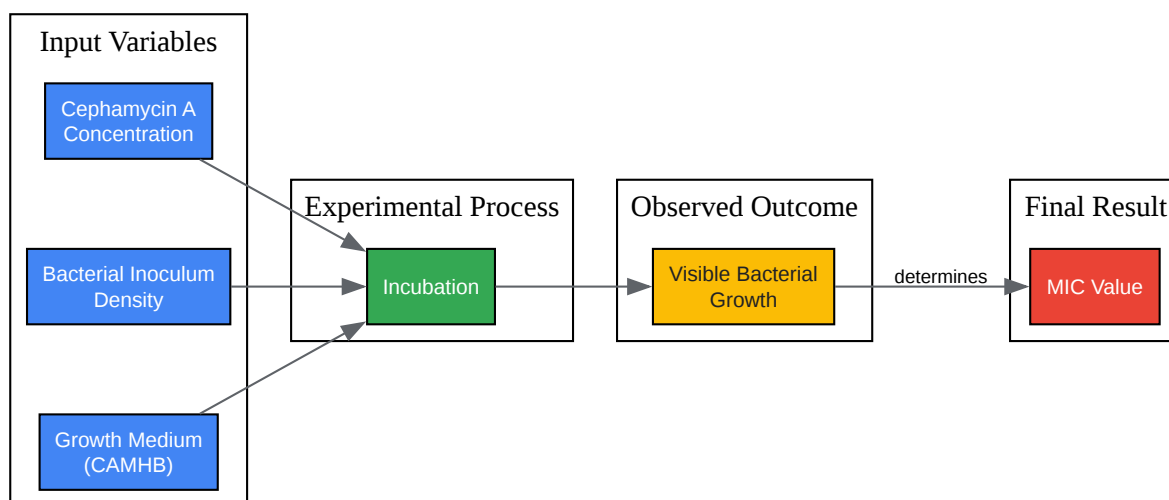 Input Variables
Cephamycin A
Concentration
Bacterial Inoculum
Density
Growth Medium
(CAMHB)
Experimental Process
Incubation
Observed Outcome
Visible Bacterial
Growth
determines
Final Result
MIC Value